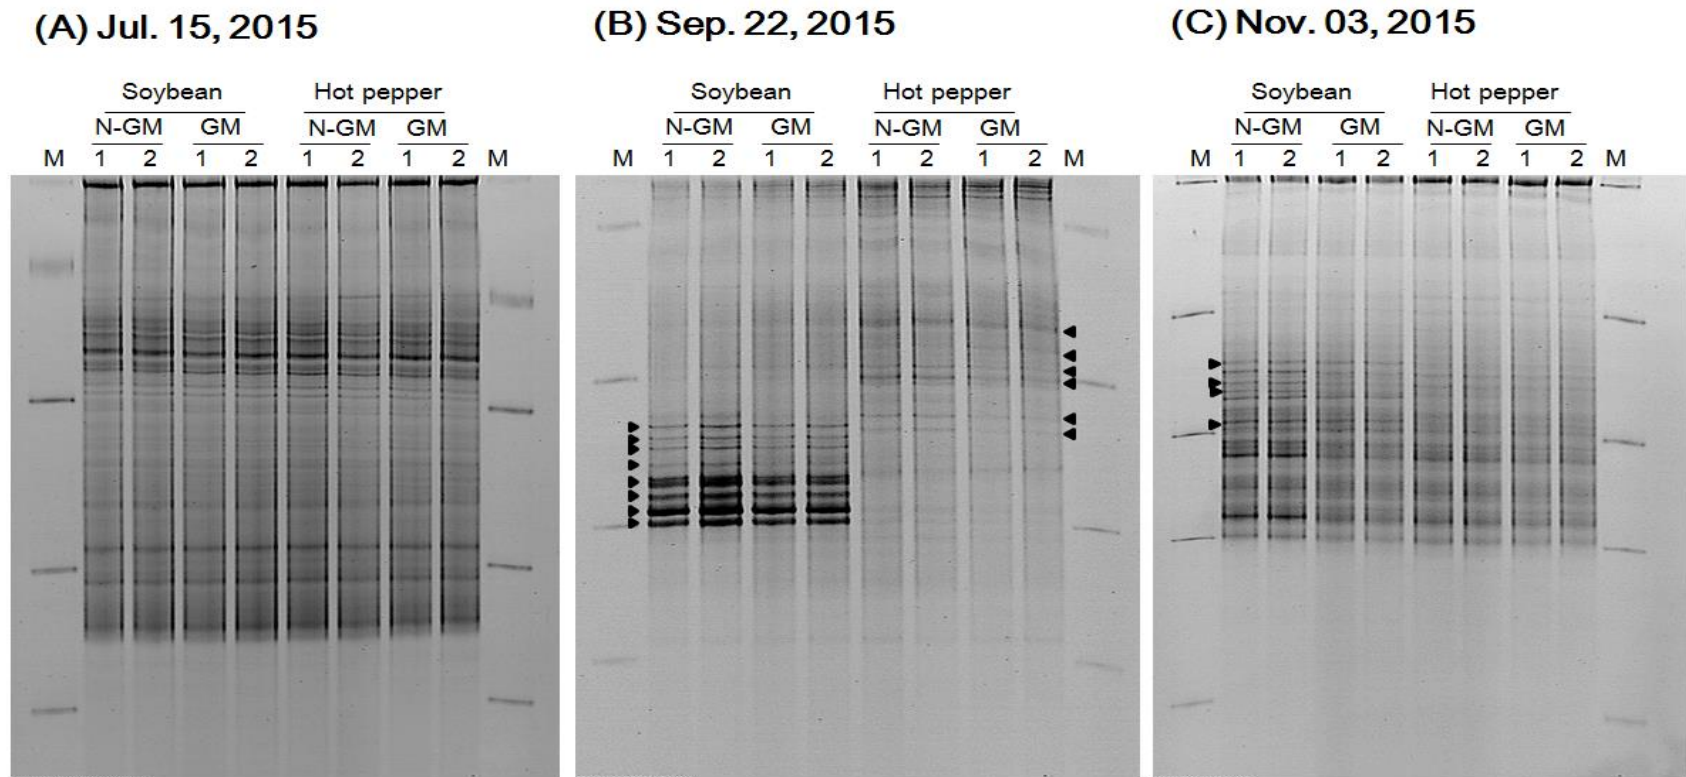 (A) Jul. 15, 2015
Soybean Hot pepper
N-GM GM N-GM GM
M 1 2 1 2 1 2 1 2 M
(B) Sep. 22, 2015
Soybean Hot pepper
N-GM GM N-GM GM
M 1 2 1 2 1 2 1 2 M
(C) Nov. 03, 2015
Soybean Hot pepper
N-GM GM N-GM GM
M 1 2 1 2 1 2 1 2 M